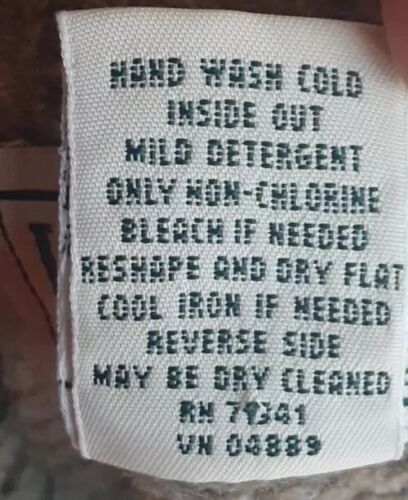 HAND WASH COLD
INSIDE OUT
MILD DETERGENT
ONLY NON-CHLORINE
BLEACH IF NEEDED
RESHAPE AND DRY FLAT
COOL IRON IF NEEDED
REVERSE SIDE
MAY BE DRY CLEANED
RN 79341
VN 04889